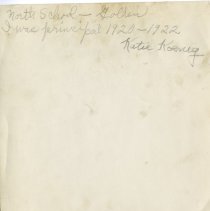 North School - Golden
I was principal 1920-1922
Katie Koenig